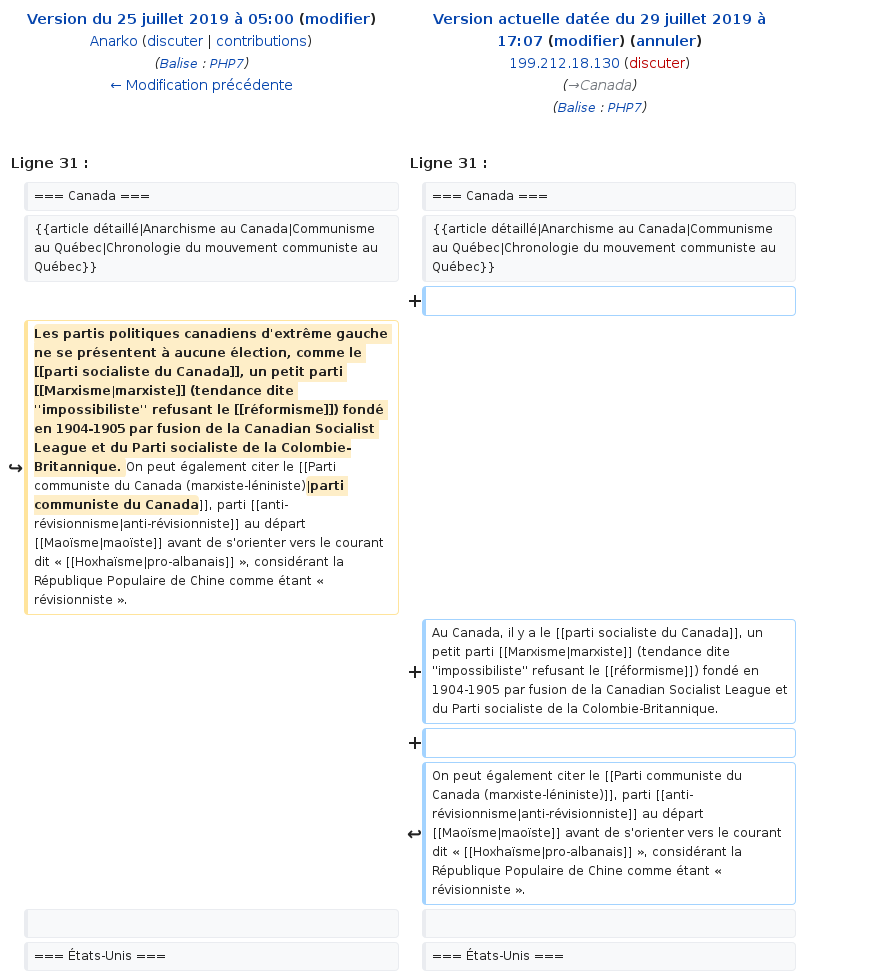 Version du 25 juillet 2019 à 05:00 (modifier)
Anarko (discuter | contributions)
(Balise : PHP7)
← Modification précédente
Version actuelle datée du 29 juillet 2019 à
17:07 (modifier) (annuler)
199.212.18.130 (discuter)
(→Canada)
(Balise : PHP7)
Ligne 31 :
Ligne 31 :
=== Canada ===
=== Canada ===
{{article détaillé|Anarchisme au Canada|Communisme
au Québec|Chronologie du mouvement communiste au
Québec}}
{{article détaillé|Anarchisme au Canada|Communisme
au Québec|Chronologie du mouvement communiste au
Québec}}
+
Les partis politiques canadiens d'extrême gauche
ne se présentent à aucune élection, comme le
[[parti socialiste du Canada]], un petit parti
[[Marxisme|marxiste]] (tendance dite
''impossibiliste'' refusant le [[réformisme]]) fondé
en 1904-1905 par fusion de la Canadian Socialist
League et du Parti socialiste de la Colombie-
↪ Britannique. On peut également citer le [[Parti
communiste du Canada (marxiste-léniniste)|parti
communiste du Canada]], parti [[anti-
révisionnisme|anti-révisionniste]] au départ
[[Maoïsme|maoïste]] avant de s'orienter vers le courant
dit « [[Hoxhaïsme|pro-albanais]] », considérant la
République Populaire de Chine comme étant «
révisionniste ».
Au Canada, il y a le [[parti socialiste du Canada]], un
petit parti [[Marxisme|marxiste]] (tendance dite
+ ''impossibiliste'' refusant le [[réformisme]]) fondé en
1904-1905 par fusion de la Canadian Socialist League et
du Parti socialiste de la Colombie-Britannique.
+
On peut également citer le [[Parti communiste du
Canada (marxiste-léniniste)]], parti [[anti-
révisionnisme|anti-révisionniste]] au départ
↩ [[Maoïsme|maoïste]] avant de s'orienter vers le courant
dit « [[Hoxhaïsme|pro-albanais]] », considérant la
République Populaire de Chine comme étant «
révisionniste ».
=== États-Unis ===
=== États-Unis ===